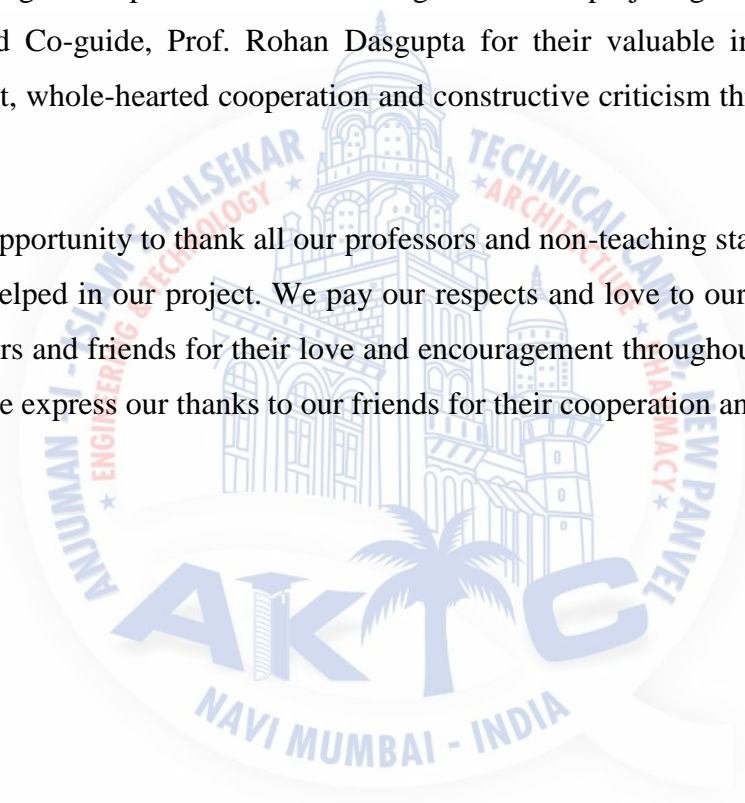 d Co-guide, Prof. Rohan Dasgupta for their valuable in
t, whole-hearted cooperation and constructive criticism th
pportunity to thank all our professors and non-teaching sta
elped in our project. We pay our respects and love to our
rs and friends for their love and encouragement throughou
e express our thanks to our friends for their cooperation an
ANJUMAN - I - ISLAM'S KALSEKAR TECHNICAL CAMPUS, NEW PANVEL
★ ENGINEERING & TECHNOLOGY ★ ★ ARCHITECTURE ★ PHARMACY ★
AKTC
NAVI MUMBAI - INDIA